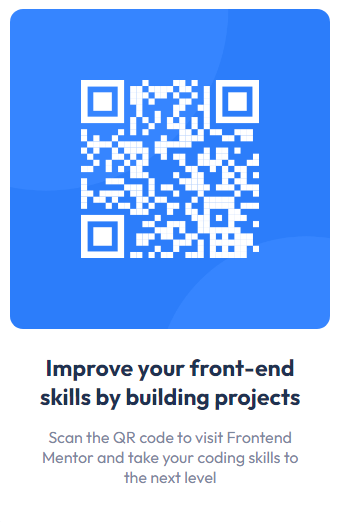 Improve your front-end
skills by building projects
Scan the QR code to visit Frontend
Mentor and take your coding skills to
the next level